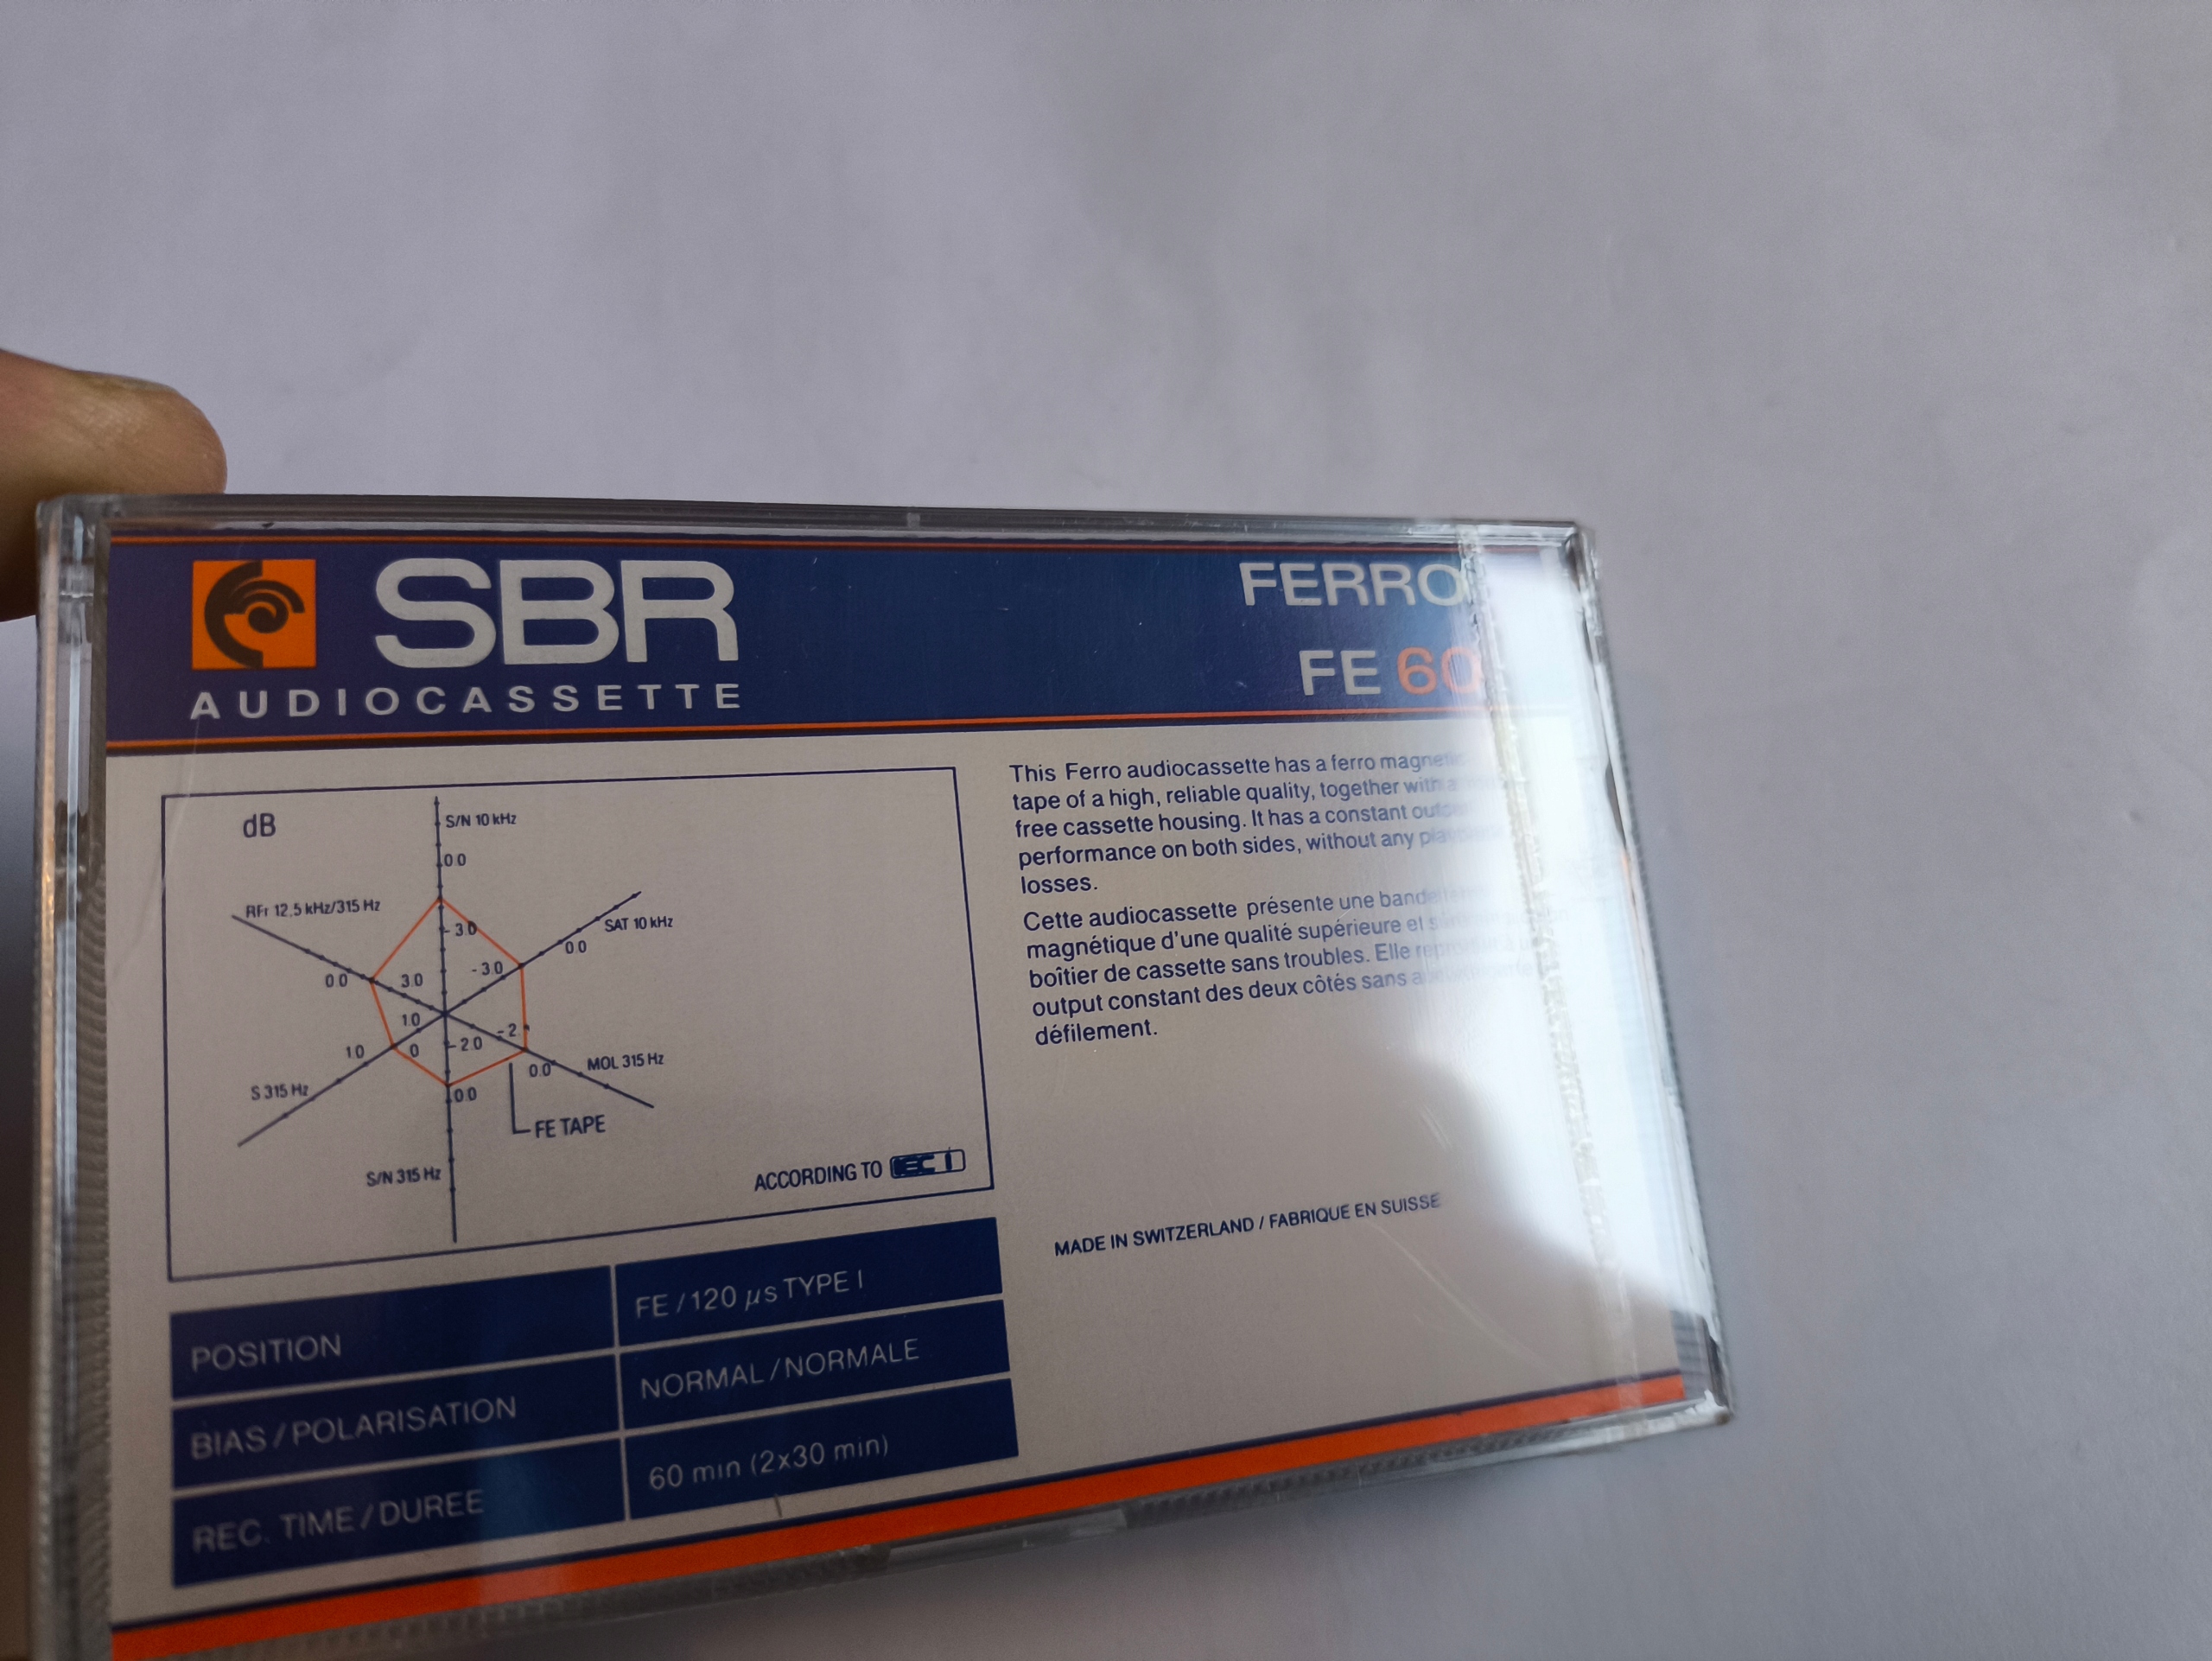 SBR
AUDIOCASSETTE
FERRO
FE 60
dB
S/N 10 kHz
0.0
RFr 12.5 kHz/315 Hz
-3.0
SAT 10 kHz
0.0
-3.0
0.0
3.0
1.0
-2.0
-2
1.0
0
MOL 315 Hz
0.0
S 315 Hz
0.0
FE TAPE
S/N 315 Hz
ACCORDING TO IECI
This Ferro audiocassette has a ferro magnetic
tape of a high, reliable quality, together with a
free cassette housing. It has a constant output
performance on both sides, without any
losses.
Cette audiocassette présente une bande
magnétique d'une qualité supérieure et
boîtier de cassette sans troubles. Elle
output constant des deux côtés sans
défilement.
MADE IN SWITZERLAND / FABRIQUE EN SUISSE
POSITION
FE / 120 µs TYPE I
BIAS / POLARISATION
NORMAL / NORMALE
REC. TIME / DUREE
60 min (2x30 min)